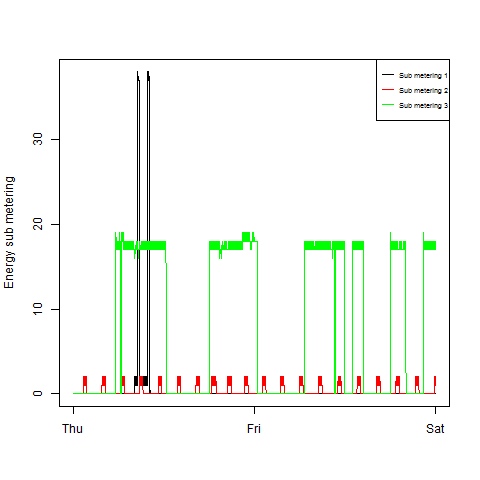 Sub metering 1
Sub metering 2
Sub metering 3
Energy sub metering
30
20
10
0
Thu
Fri
Sat